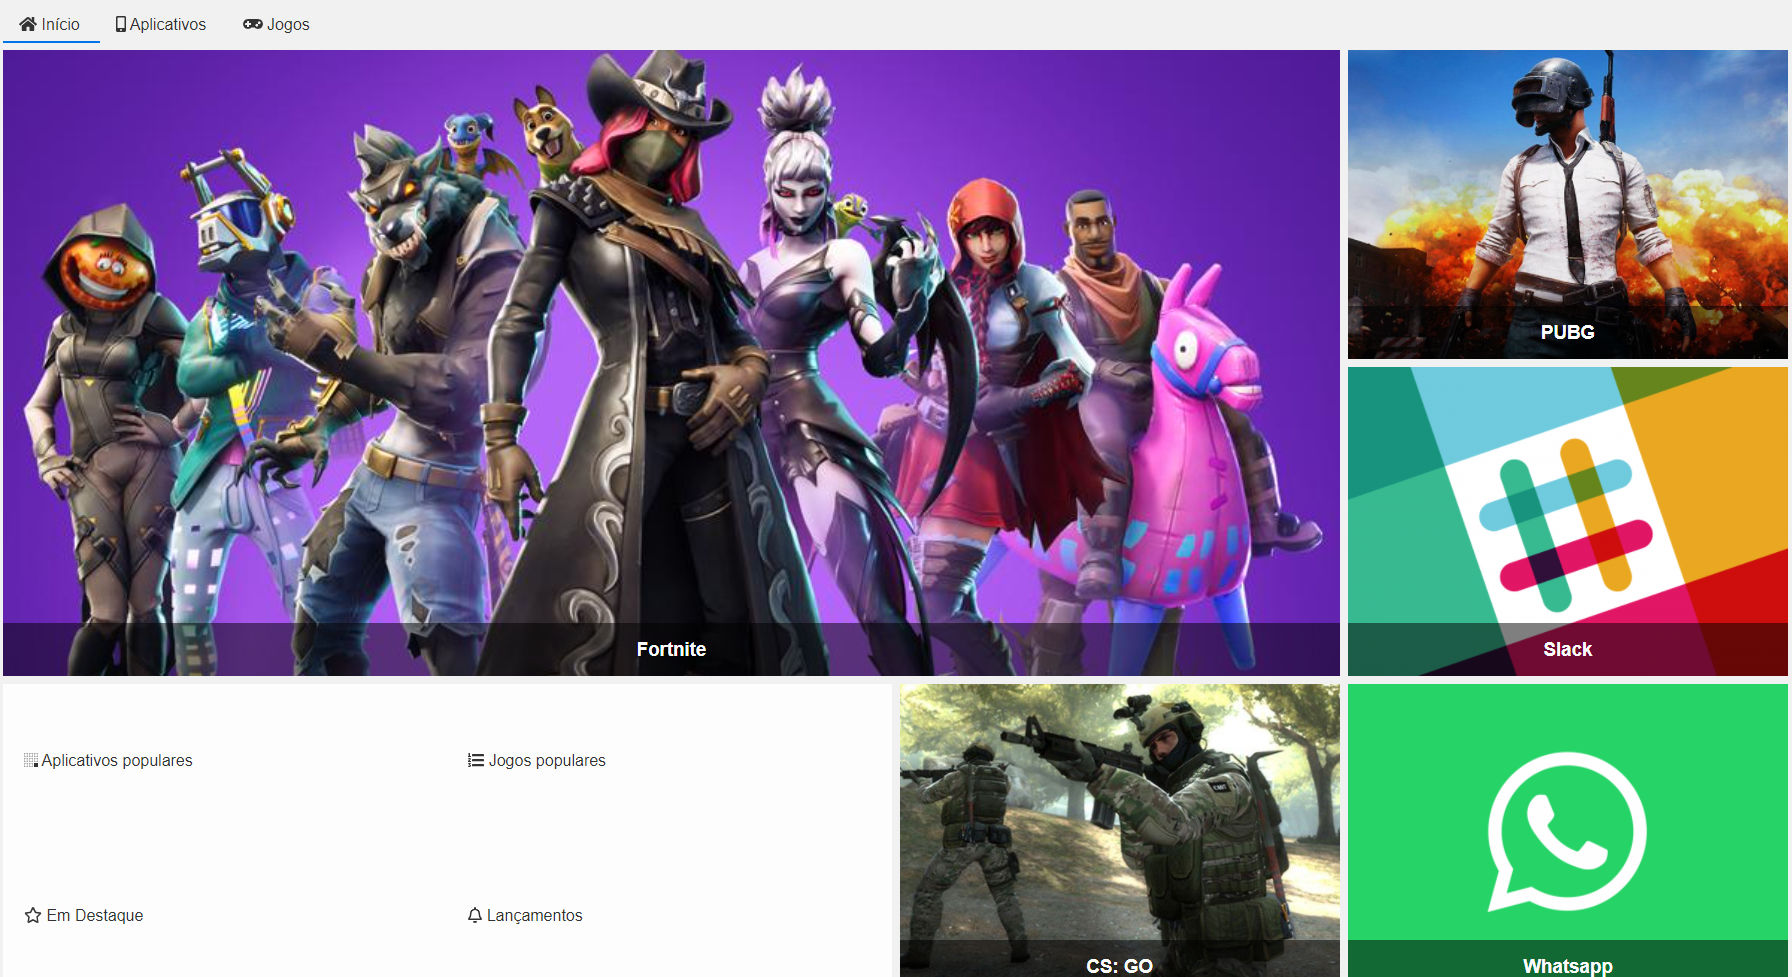 Início
Aplicativos
Jogos
PUBG
Slack
Fortnite
Aplicativos populares
Jogos populares
Em Destaque
Lançamentos
CS: GO
Whatsapp